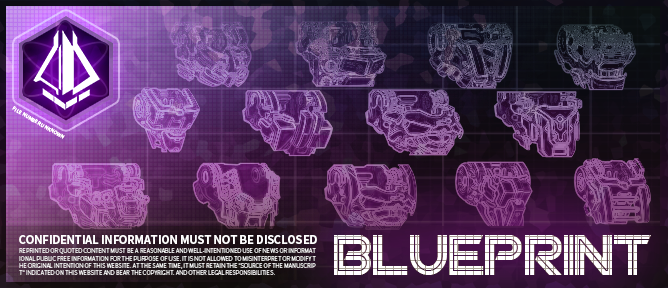 FILE NUMBER:UNKNOWN
CONFIDENTIAL INFORMATION MUST NOT BE DISCLOSED
REPRINTED OR QUOTED CONTENT MUST BE A REASONABLE AND WELL-INTENTIONED USE OF NEWS OR INFORMAT
IONAL PUBLIC FREE INFORMATION FOR THE PURPOSE OF USE. IT IS NOT ALLOWED TO MISINTERPRET OR MODIFY T
HE ORIGINAL INTENTION OF THIS WEBSITE. AT THE SAME TIME, IT MUST RETAIN THE "SOURCE OF THE MANUSCRIP
T" INDICATED ON THIS WEBSITE AND BEAR THE COPYRIGHT. AND OTHER LEGAL RESPONSIBILITIES.
BLUEPRINT